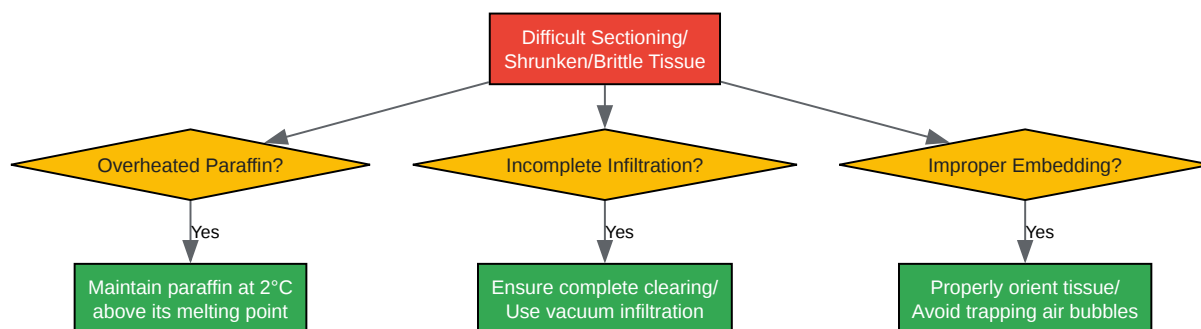 Difficult Sectioning/
Shrunken/Brittle Tissue
Overheated Paraffin?
Incomplete Infiltration?
Improper Embedding?
Yes
Yes
Yes
Maintain paraffin at 2°C
above its melting point
Ensure complete clearing/
Use vacuum infiltration
Properly orient tissue/
Avoid trapping air bubbles